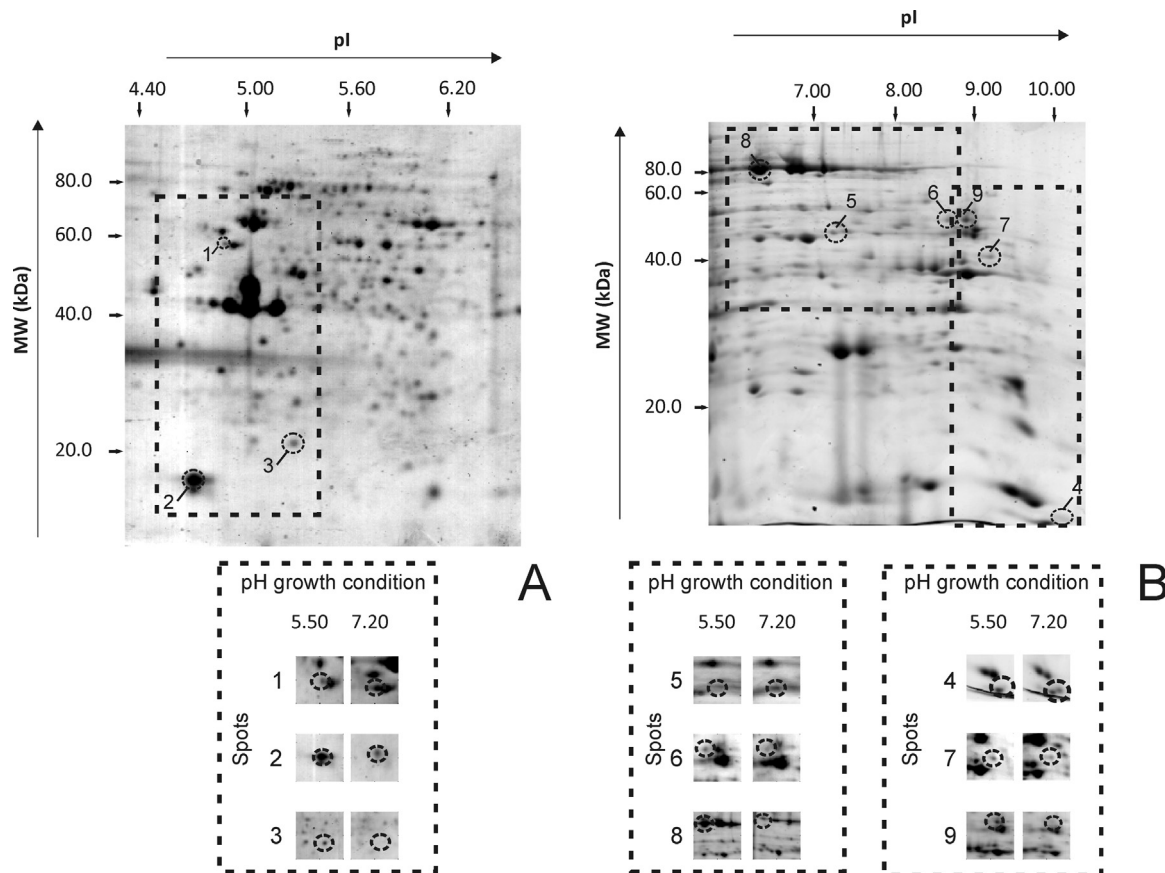 pI
4.40 5.00 5.60 6.20
MW (kDa)
80.0
60.0
40.0
20.0
1
2
3
pI
7.00 8.00 9.00 10.00
MW (kDa)
80.0
60.0
40.0
20.0
8
5
6 9
7
4
A
pH growth condition
5.50 7.20
Spots
1
2
3
B
pH growth condition
5.50 7.20
Spots
5
6
8
pH growth condition
5.50 7.20
Spots
4
7
9